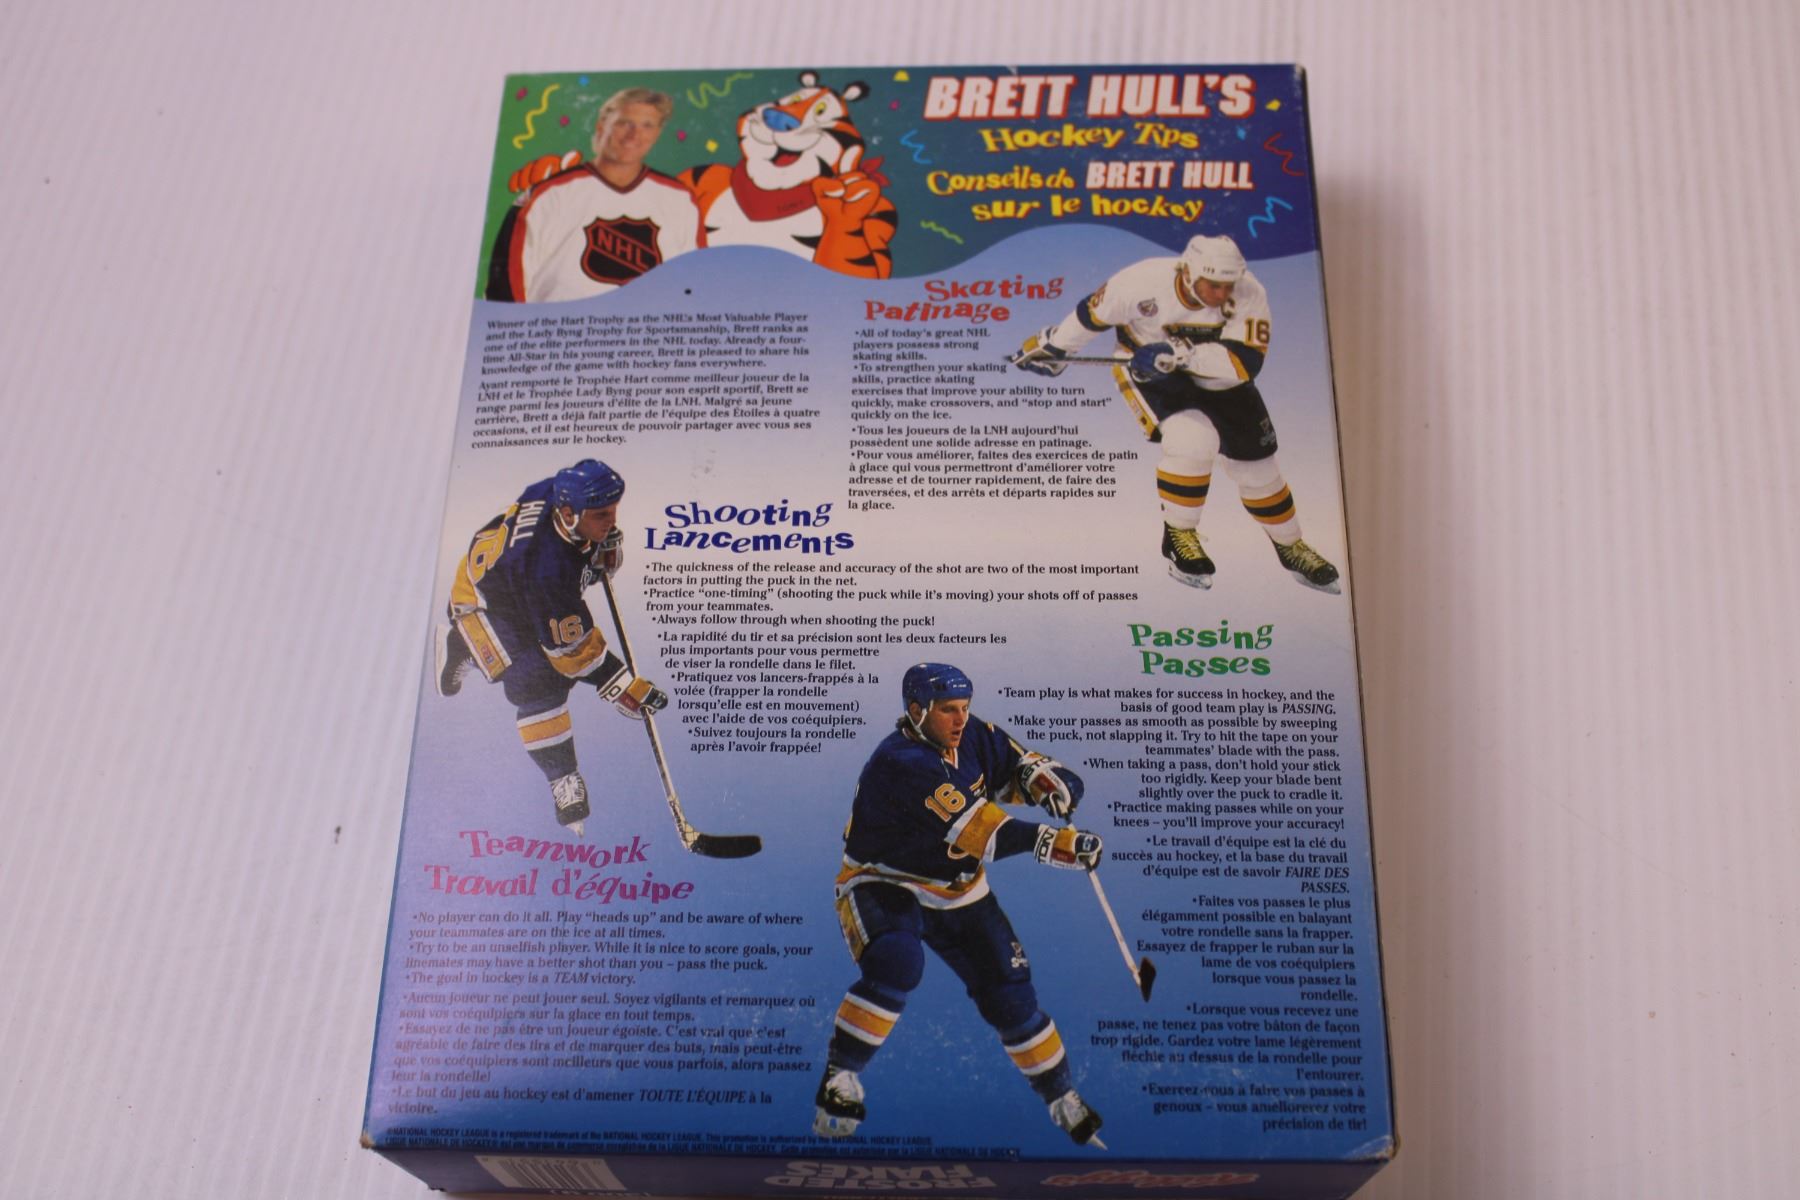 BRETT HULL'S
Hockey Tips
Conseils de BRETT HULL
sur le hockey
NHL
TONY
Winner of the Hart Trophy as the NHL's Most Valuable Player
and the Lady Byng Trophy for Sportsmanship, Brett ranks as
one of the elite performers in the NHL today. Already a four-
time All-Star in his young career, Brett is pleased to share his
knowledge of the game with hockey fans everywhere.
Ayant remporté le Trophée Hart comme meilleur joueur de la
LNH et le Trophée Lady Byng pour son esprit sportif, Brett se
range parmi les joueurs d'élite de la LNH. Malgré sa jeune
carrière, Brett a déjà fait partie de l'équipe des Étoiles à quatre
occasions, et il est heureux de pouvoir partager avec vous ses
connaissances sur le hockey.
Skating
Patinage
•All of today's great NHL
players possess strong
skating skills.
•To strengthen your skating
skills, practice skating
exercises that improve your ability to turn
quickly, make crossovers, and "stop and start"
quickly on the ice.
•Tous les joueurs de la LNH aujourd'hui
possèdent une solide adresse en patinage.
•Pour vous améliorer, faites des exercices de patin
à glace qui vous permettront d'améliorer votre
adresse et de tourner rapidement, de faire des
traversées, et des arrêts et départs rapides sur
la glace.
16
HULL
16
16
Shooting
Lancements
•The quickness of the release and accuracy of the shot are two of the most important
factors in putting the puck in the net.
•Practice "one-timing" (shooting the puck while it's moving) your shots off of passes
from your teammates.
•Always follow through when shooting the puck!
•La rapidité du tir et sa précision sont les deux facteurs les
plus importants pour vous permettre
de viser la rondelle dans le filet.
•Pratiquez vos lancers-frappés à la
volée (frapper la rondelle
lorsqu'elle est en mouvement)
avec l'aide de vos coéquipiers.
•Suivez toujours la rondelle
après l'avoir frappée!
Passing
Passes
•Team play is what makes for success in hockey, and the
basis of good team play is PASSING.
•Make your passes as smooth as possible by sweeping
the puck, not slapping it. Try to hit the tape on your
teammates' blade with the pass.
•When taking a pass, don't hold your stick
too rigidly. Keep your blade bent
slightly over the puck to cradle it.
•Practice making passes while on your
knees – you'll improve your accuracy!
•Le travail d'équipe est la clé du
succès au hockey, et la base du travail
d'équipe est de savoir FAIRE DES
PASSES.
•Faites vos passes le plus
élégamment possible en balayant
votre rondelle sans la frapper.
Essayez de frapper le ruban sur la
lame de vos coéquipiers
lorsque vous passez la
rondelle.
•Lorsque vous recevez une
passe, ne tenez pas votre bâton de façon
trop rigide. Gardez votre lame légèrement
fléchie au dessus de la rondelle pour
l'entourer.
•Exercez-vous à faire vos passes à
genoux – vous améliorerez votre
précision de tir!
16
Teamwork
Travail d'équipe
•No player can do it all. Play "heads up" and be aware of where
your teammates are on the ice at all times.
•Try to be an unselfish player. While it is nice to score goals, your
linemates may have a better shot than you – pass the puck.
•The goal in hockey is a TEAM victory.
•Aucun joueur ne peut jouer seul. Soyez vigilants et remarquez où
sont vos coéquipiers sur la glace en tout temps.
•Essayez de ne pas être un joueur égoïste. C'est vrai que c'est
agréable de faire des tirs et de marquer des buts, mais peut-être
que vos coéquipiers sont meilleurs que vous parfois, alors passez
leur la rondelle!
•Le but du jeu au hockey est d'amener TOUTE L'ÉQUIPE à la
victoire.
®NATIONAL HOCKEY LEAGUE is a registered trademark of the NATIONAL HOCKEY LEAGUE. This promotion is authorized by the NATIONAL HOCKEY LEAGUE.
FROSTED
FLAKES
Kellogg's